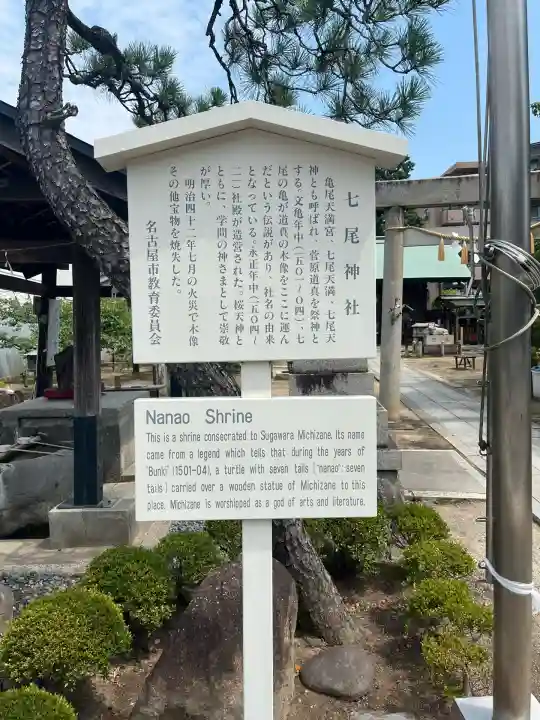 七尾神社
亀尾天満宮、七尾天満、七尾天
神とも呼ばれ、菅原道真を祭神と
する。文亀年中(一五〇一〜〇四)、七
尾の亀が道真の木像をここに運ん
だという伝説があり、社名の由来
となっている。永正年中(一五〇四〜
二一)社殿が造営された。桜天神と
ともに、学問の神さまとして崇敬
が厚い。
明治四十二年七月の火災で木像
その他宝物を焼失した。
名古屋市教育委員会
Nanao Shrine
This is a shrine consecrated to Sugawara Michizane. Its name
came from a legend which tells that during the years of
"Bunki" (1501-04), a turtle with seven tails ("nanao": seven
tails) carried over a wooden statue of Michizane to this
place. Michizane is worshipped as a god of arts and literature.